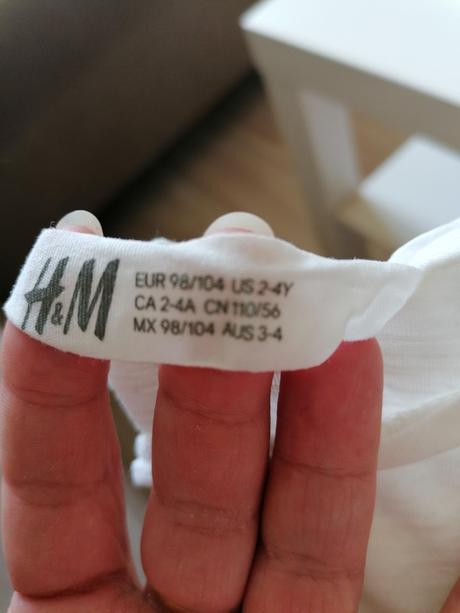 H&M
EUR 98/104 US 2-4Y
CA 2-4A CN 110/56
MX 98/104 AUS 3-4